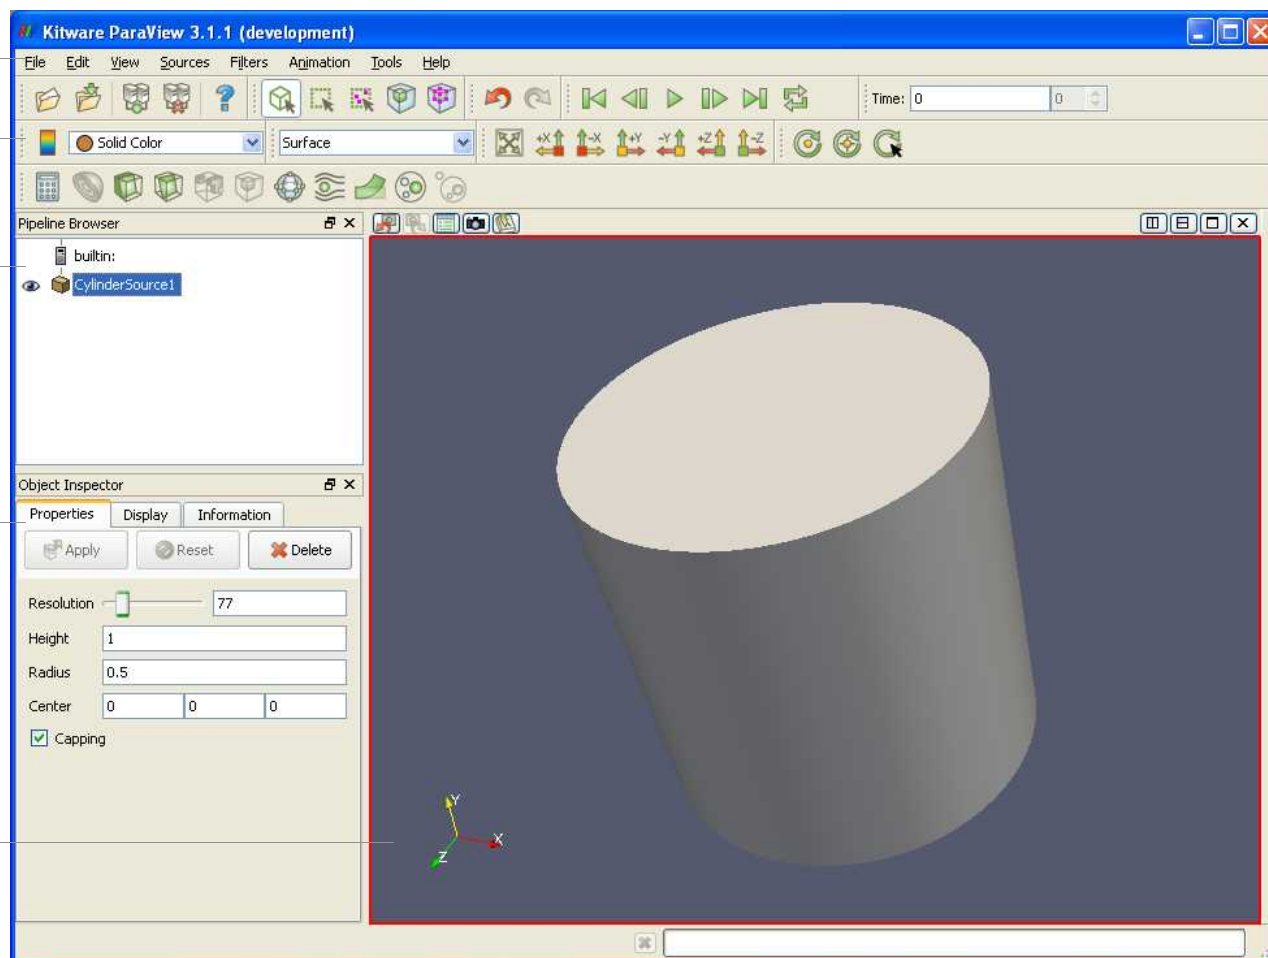 Kitware ParaView 3.1.1 (development)
File Edit View Sources Filters Animation Tools Help
Time: 0 0
Solid Color Surface +X -X +Y -Y +Z -Z
Pipeline Browser
builtin:
CylinderSource1
Object Inspector
Properties Display Information
Apply Reset Delete
Resolution 77
Height 1
Radius 0.5
Center 0 0 0
Capping
Y
X
Z